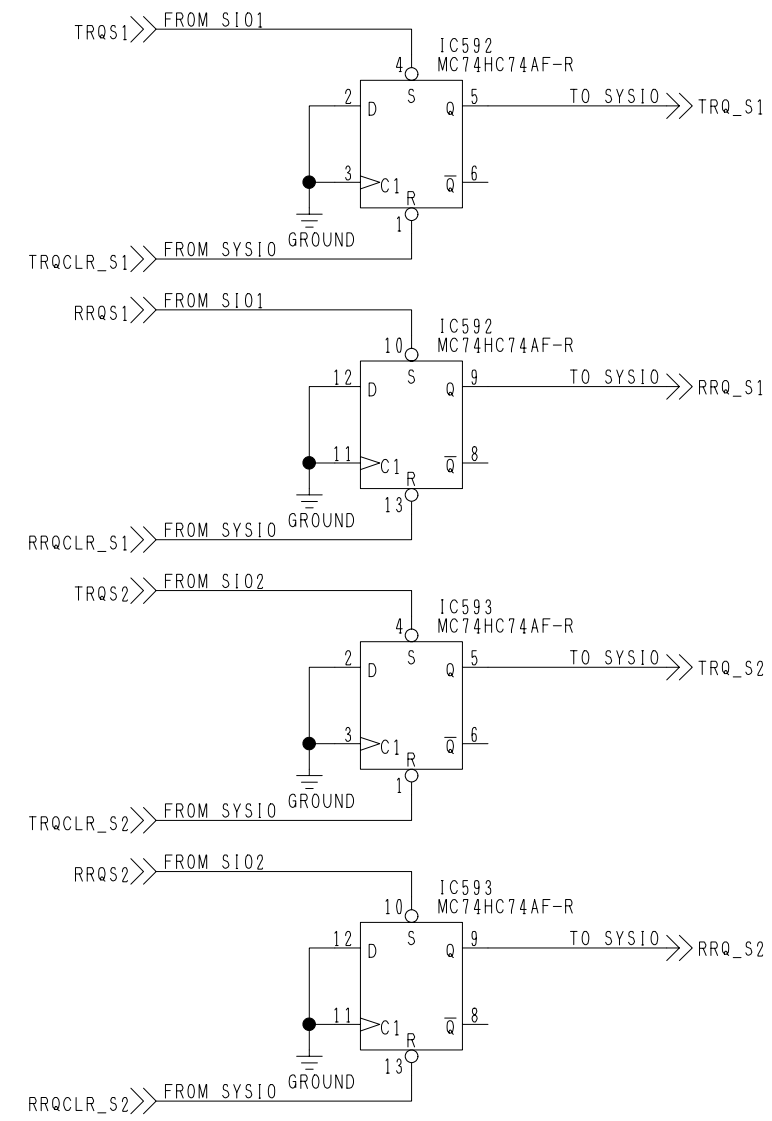 TRQS1 FROM SIO1
IC592
MC74HC74AF-R
4
S
2 D Q 5 TO SYSIO TRQ_S1
3 C1 Q 6
R
1
GROUND
TRQCLR_S1 FROM SYSIO
RRQS1 FROM SIO1
IC592
MC74HC74AF-R
10
S
12 D Q 9 TO SYSIO RRQ_S1
11 C1 Q 8
R
13
GROUND
RRQCLR_S1 FROM SYSIO
TRQS2 FROM SIO2
IC593
MC74HC74AF-R
4
S
2 D Q 5 TO SYSIO TRQ_S2
3 C1 Q 6
R
1
GROUND
TRQCLR_S2 FROM SYSIO
RRQS2 FROM SIO2
IC593
MC74HC74AF-R
10
S
12 D Q 9 TO SYSIO RRQ_S2
11 C1 Q 8
R
13
GROUND
RRQCLR_S2 FROM SYSIO